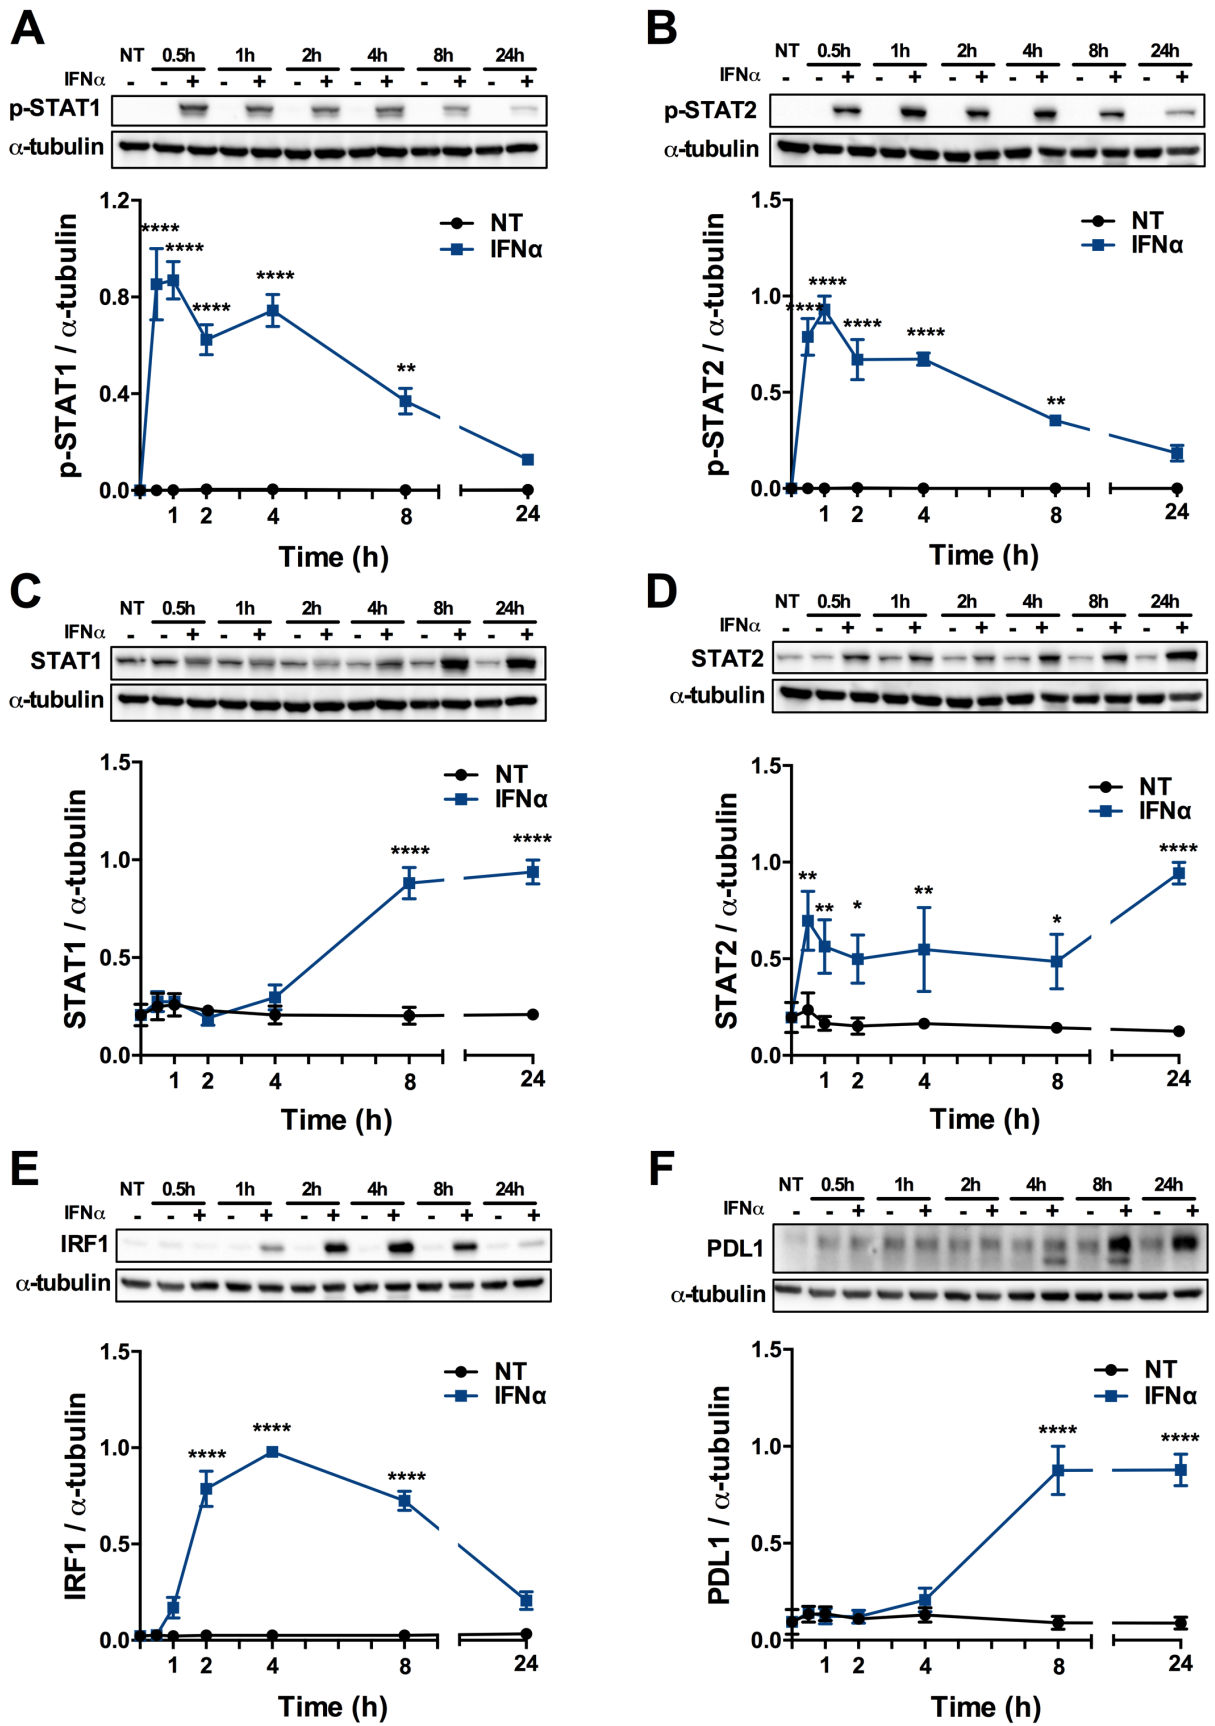 A
NT 0.5h 1h 2h 4h 8h 24h
IFNα - - + - + - + - + - + - +
p-STAT1
α-tubulin
p-STAT1 / α-tubulin
1.2
0.8
0.4
0.0
NT
IFNα
**** **** **** **** **
1 2 4 8 24
Time (h)
B
NT 0.5h 1h 2h 4h 8h 24h
IFNα - - + - + - + - + - + - +
p-STAT2
α-tubulin
p-STAT2 / α-tubulin
1.5
1.0
0.5
0.0
NT
IFNα
**** **** **** **** **
1 2 4 8 24
Time (h)
C
NT 0.5h 1h 2h 4h 8h 24h
IFNα - - + - + - + - + - + - +
STAT1
α-tubulin
STAT1 / α-tubulin
1.5
1.0
0.5
0.0
NT
IFNα
**** ****
1 2 4 8 24
Time (h)
D
NT 0.5h 1h 2h 4h 8h 24h
IFNα - - + - + - + - + - + - +
STAT2
α-tubulin
STAT2 / α-tubulin
1.5
1.0
0.5
0.0
NT
IFNα
** ** * ** * ****
1 2 4 8 24
Time (h)
E
NT 0.5h 1h 2h 4h 8h 24h
IFNα - - + - + - + - + - + - +
IRF1
α-tubulin
IRF1 / α-tubulin
1.5
1.0
0.5
0.0
NT
IFNα
**** **** ****
1 2 4 8 24
Time (h)
F
NT 0.5h 1h 2h 4h 8h 24h
IFNα - - + - + - + - + - + - +
PDL1
α-tubulin
PDL1 / α-tubulin
1.5
1.0
0.5
0.0
NT
IFNα
**** ****
1 2 4 8 24
Time (h)